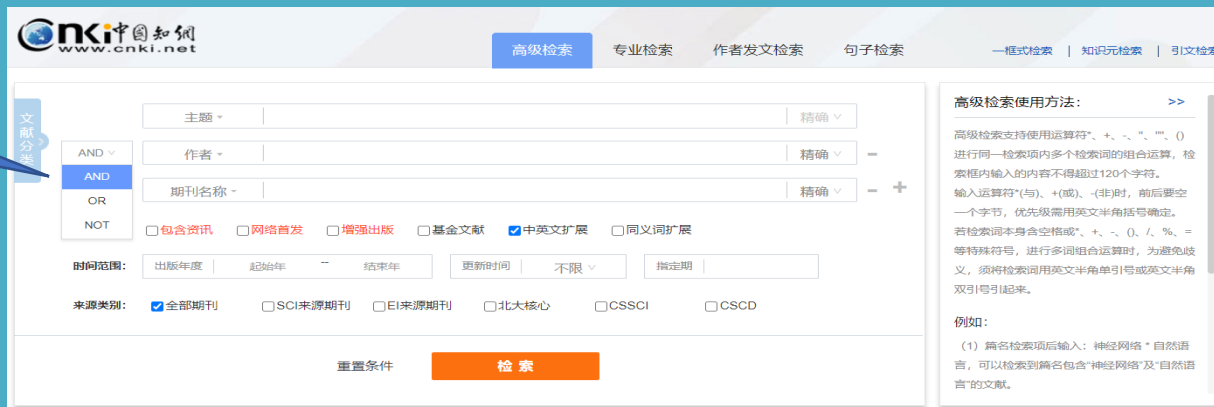 CNKI中国知网
www.cnki.net
高级检索 专业检索 作者发文检索 句子检索 一框式检索 | 知识元检索 | 引文检索
文献分类
主题 精确
AND 作者 精确 −
AND
OR
NOT
期刊名称 精确 − +
包含资讯 网络首发 增强出版 基金文献 中英文扩展 同义词扩展
时间范围: 出版年度 起始年 -- 结束年 更新时间 不限 指定期
来源类别: 全部期刊 SCI来源期刊 EI来源期刊 北大核心 CSSCI CSCD
重置条件 检索
高级检索使用方法: >>
高级检索支持使用运算符*、+、-、''、""、()
进行同一检索项内多个检索词的组合运算，检
索框内输入的内容不得超过120个字符。
输入运算符*(与)、+(或)、-(非)时，前后要空
一个字节，优先级需用英文半角括号确定。
若检索词本身含空格或*、+、-、()、/、%、=
等特殊符号，进行多词组合运算时，为避免歧
义，须将检索词用英文半角单引号或英文半角
双引号引起来。
例如:
（1）篇名检索项后输入：神经网络 * 自然语
言，可以检索到篇名包含“神经网络”及“自然语
言”的文献。